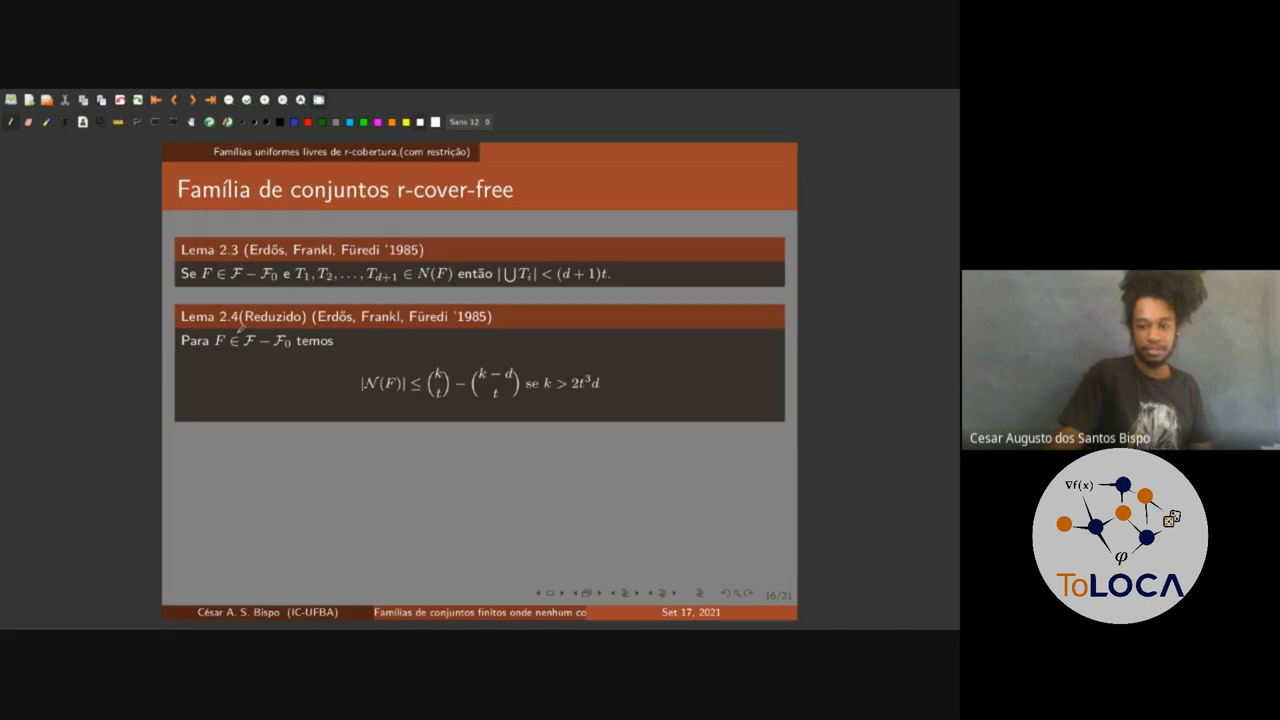 Sans 12
Famílias uniformes livres de r-cobertura,(com restrição)
Família de conjuntos r-cover-free
Lema 2.3 (Erdős, Frankl, Füredi '1985)
Se F ∈ ℱ − ℱ₀ e T₁, T₂, . . . , T_{d+1} ∈ N(F) então |⋃ Tᵢ| < (d + 1)t.
Lema 2.4(Reduzido) (Erdős, Frankl, Füredi '1985)
Para F ∈ ℱ − ℱ₀ temos
|𝒩(F)| ≤ (k t) − (k − d t) se k > 2t³d
16/21
César A. S. Bispo (IC-UFBA) Famílias de conjuntos finitos onde nenhum co Set 17, 2021
Cesar Augusto dos Santos Bispo
∇f(x)
φ
ToLOCA